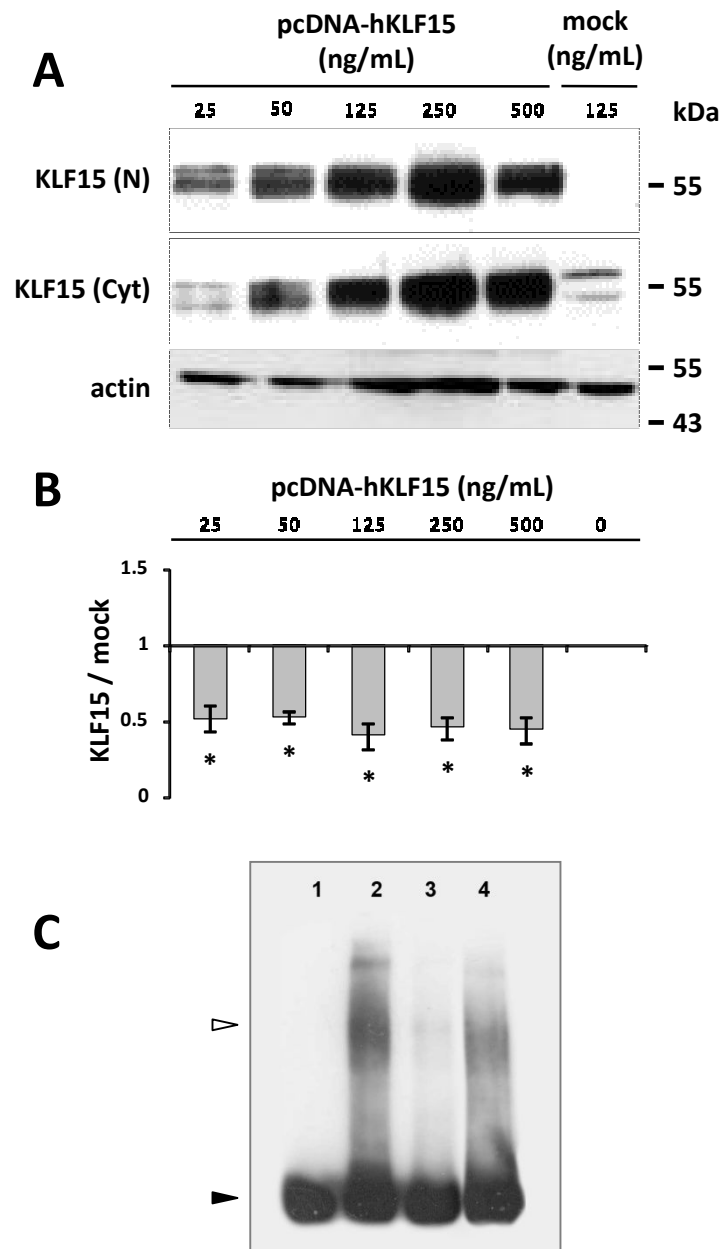 A
pcDNA-hKLF15
(ng/mL)
mock
(ng/mL)
25 50 125 250 500 125 kDa
KLF15 (N) – 55
KLF15 (Cyt) – 55
actin – 55
– 43
B
pcDNA-hKLF15 (ng/mL)
25 50 125 250 500 0
KLF15 / mock
1.5
1
0.5
0
* * * * *
C
1 2 3 4